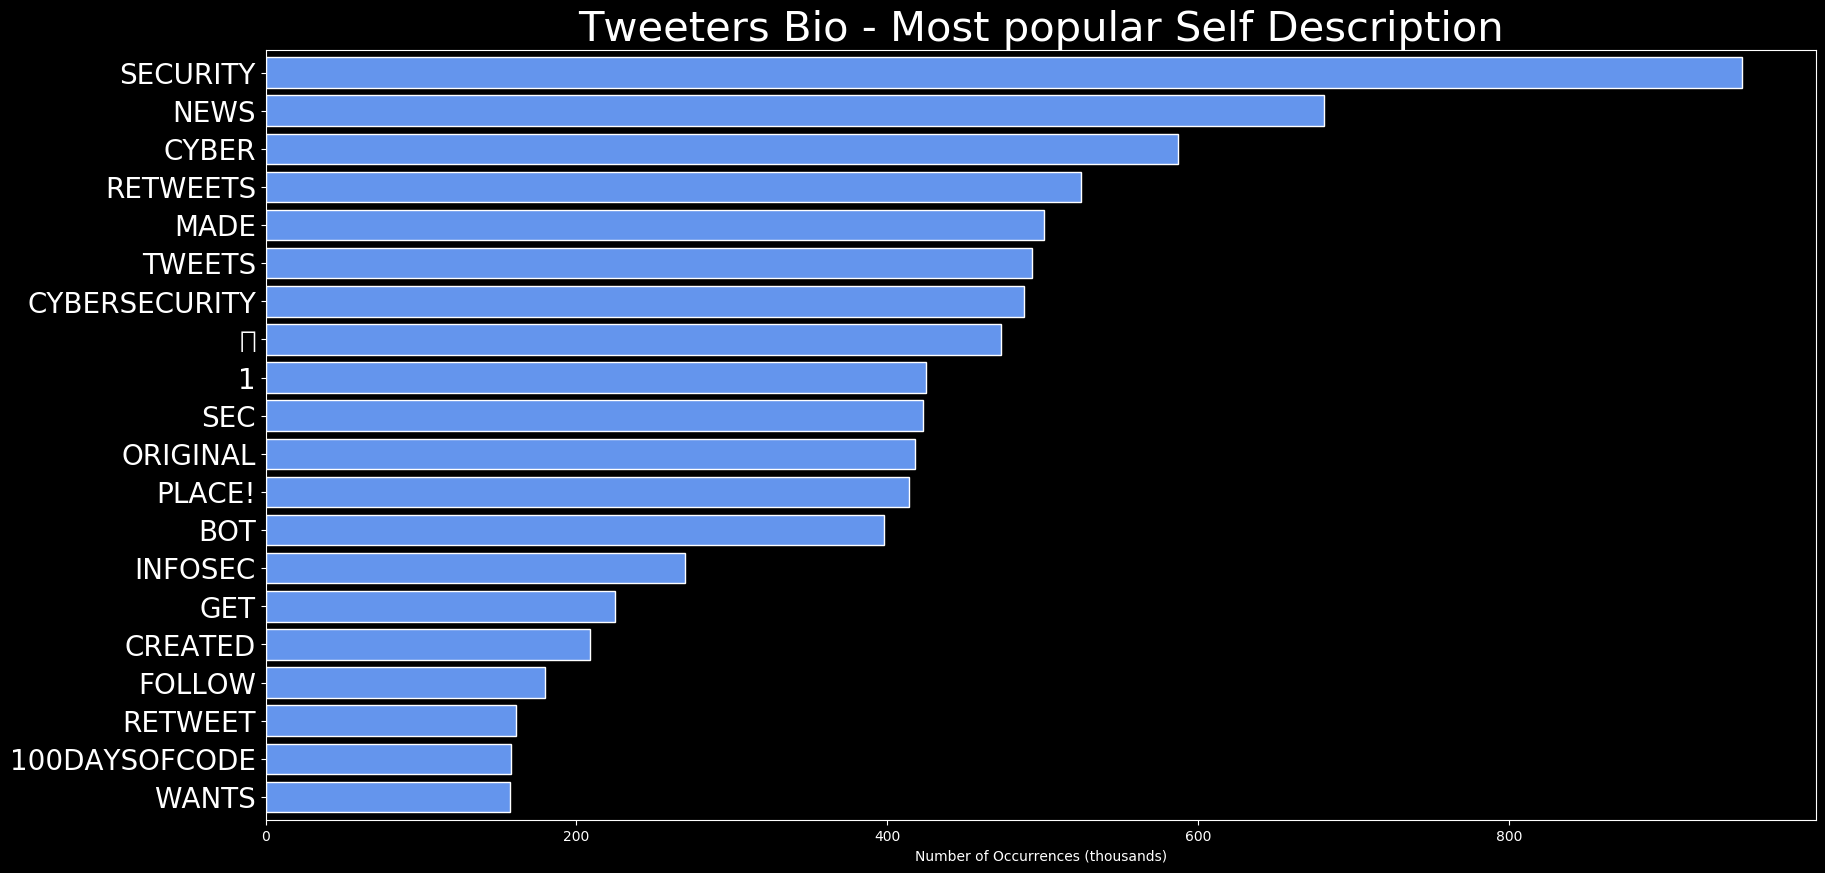 Tweeters Bio - Most popular Self Description
SECURITY
NEWS
CYBER
RETWEETS
MADE
TWEETS
CYBERSECURITY
1
SEC
ORIGINAL
PLACE!
BOT
INFOSEC
GET
CREATED
FOLLOW
RETWEET
100DAYSOFCODE
WANTS
0 200 400 600 800
Number of Occurrences (thousands)